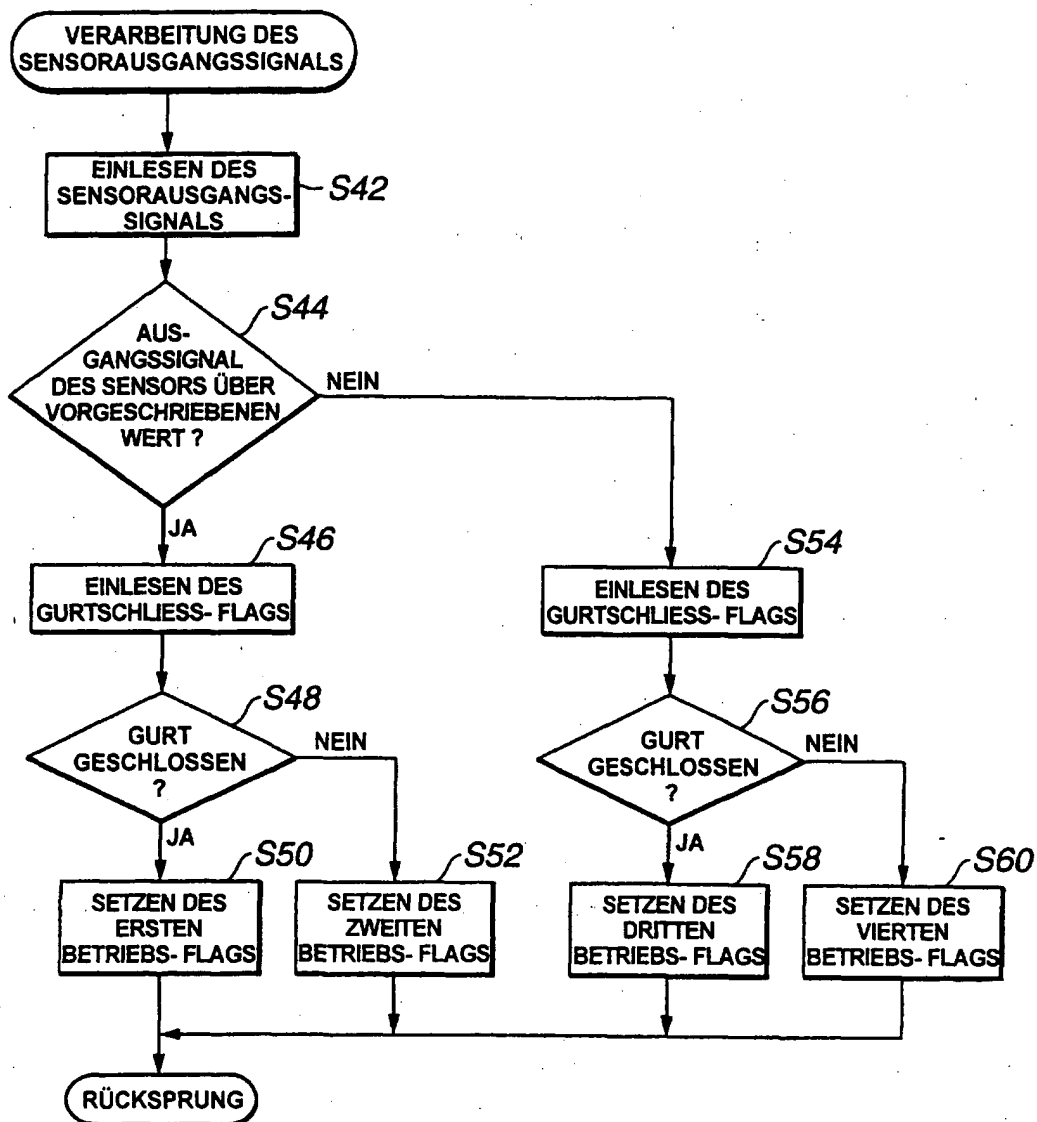 VERARBEITUNG DES
SENSORAUSGANGSSIGNALS
EINLESEN DES
SENSORAUSGANGS-
SIGNALS
S42
S44
AUS-
GANGSSIGNAL
DES SENSORS ÜBER
VORGESCHRIEBENEN
WERT ?
NEIN
JA
S46
EINLESEN DES
GURTSCHLIESS- FLAGS
S54
EINLESEN DES
GURTSCHLIESS- FLAGS
S48
GURT
GESCHLOSSEN
?
NEIN
JA
S56
GURT
GESCHLOSSEN
?
NEIN
JA
S50
SETZEN DES
ERSTEN
BETRIEBS- FLAGS
S52
SETZEN DES
ZWEITEN
BETRIEBS- FLAGS
S58
SETZEN DES
DRITTEN
BETRIEBS- FLAGS
S60
SETZEN DES
VIERTEN
BETRIEBS- FLAGS
RÜCKSPRUNG